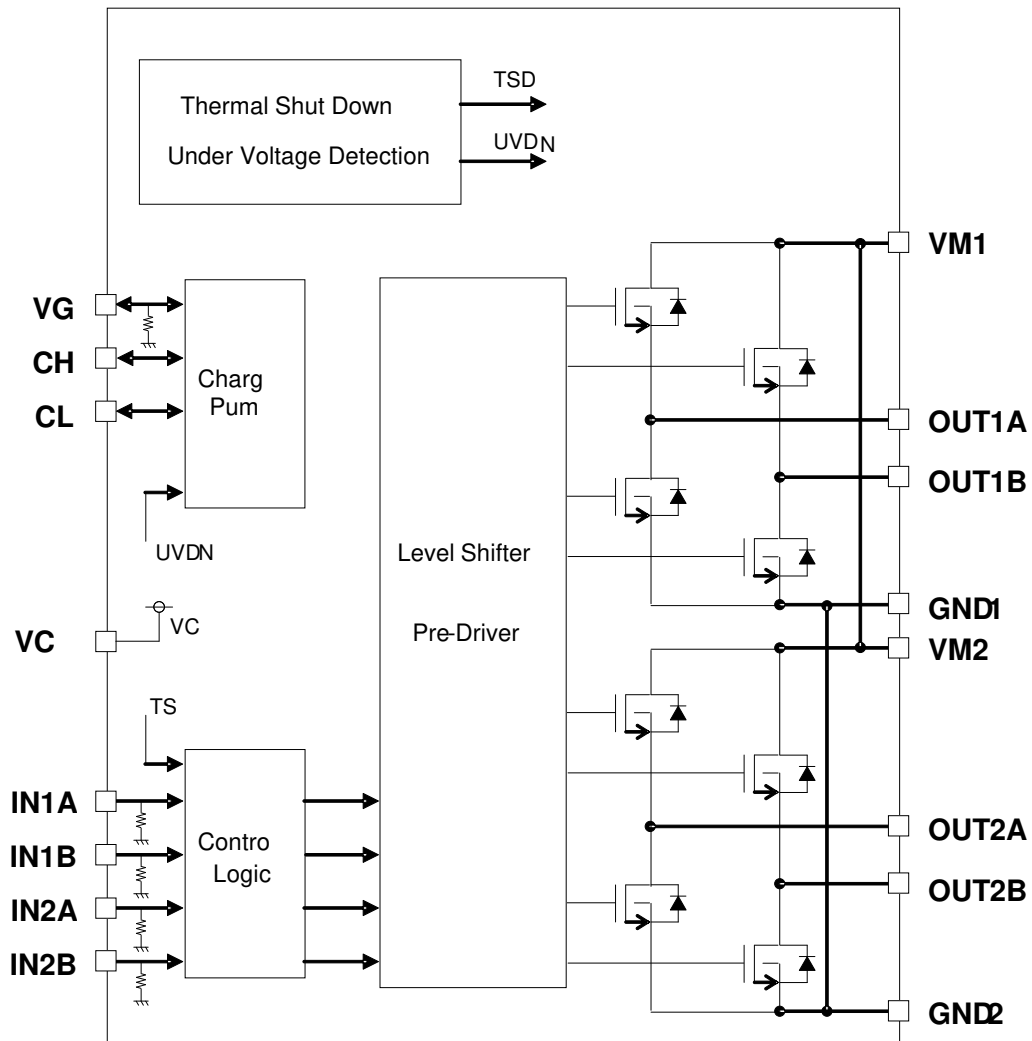 TSD
Thermal Shut Down
UVDN
Under Voltage Detection
VM1
VG
CH
Charg
Pum
CL
OUT1A
OUT1B
UVDN
Level Shifter
GND1
VC
VC
Pre-Driver
VM2
TS
IN1A
OUT2A
IN1B
Contro
Logic
OUT2B
IN2A
IN2B
GND2